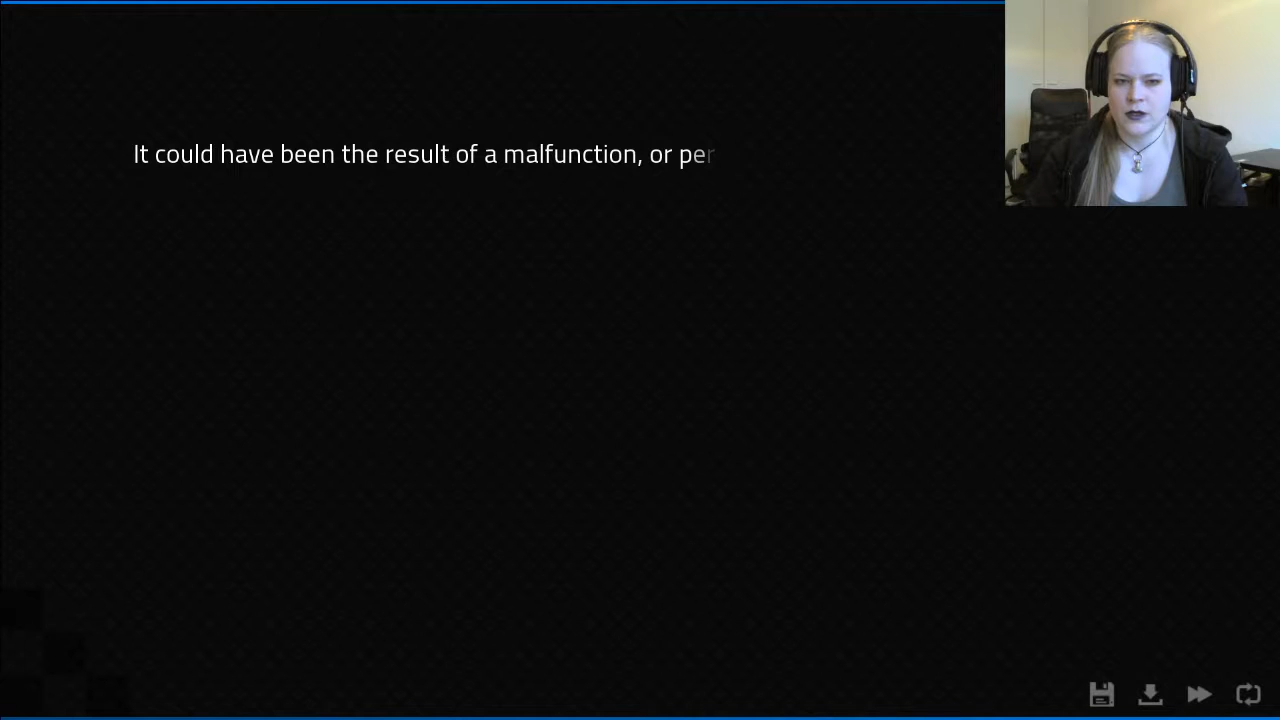 It could have been the result of a malfunction, or per